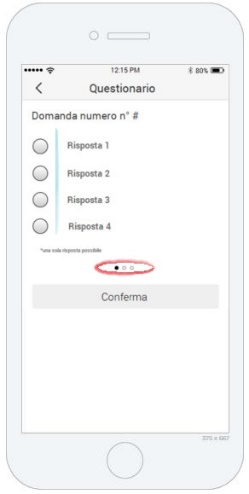 12:15 PM
80%
Questionario
Domanda numero n° #
Risposta 1
Risposta 2
Risposta 3
Risposta 4
*una sola risposta possibile
Conferma
375 × 667